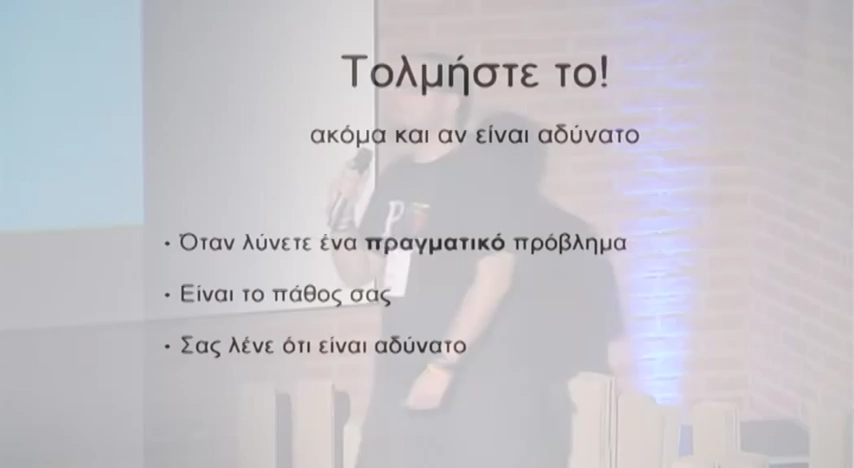 Τολμήστε το!
ακόμα και αν είναι αδύνατο
• Όταν λύνετε ένα πραγματικό πρόβλημα
• Είναι το πάθος σας
• Σας λένε ότι είναι αδύνατο